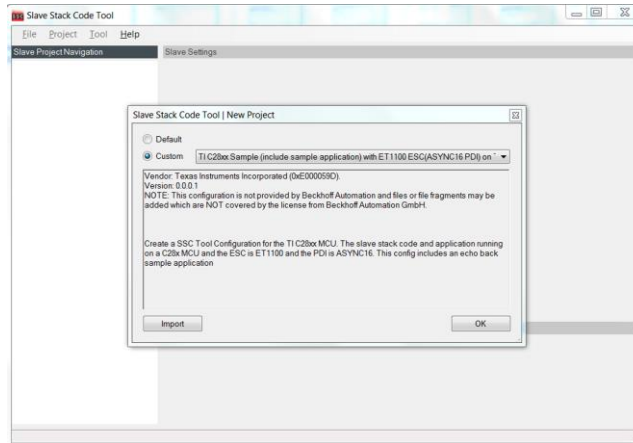 Slave Stack Code Tool
File Project Tool Help
Slave Project Navigation
Slave Settings
Slave Stack Code Tool | New Project
Default
Custom
TI C28xx Sample (include sample application) with ET1100 ESC(ASYNC16 PDI) on
Vendor: Texas Instruments Incorporated (0xE000059D).
Version: 0.0.0.1
NOTE: This configuration is not provided by Beckhoff Automation and files or file fragments may be
added which are NOT covered by the license from Beckhoff Automation GmbH.
Create a SSC Tool Configuration for the TI C28xx MCU. The slave stack code and application running
on a C28x MCU and the ESC is ET1100 and the PDI is ASYNC16. This config includes an echo back
sample application
Import
OK